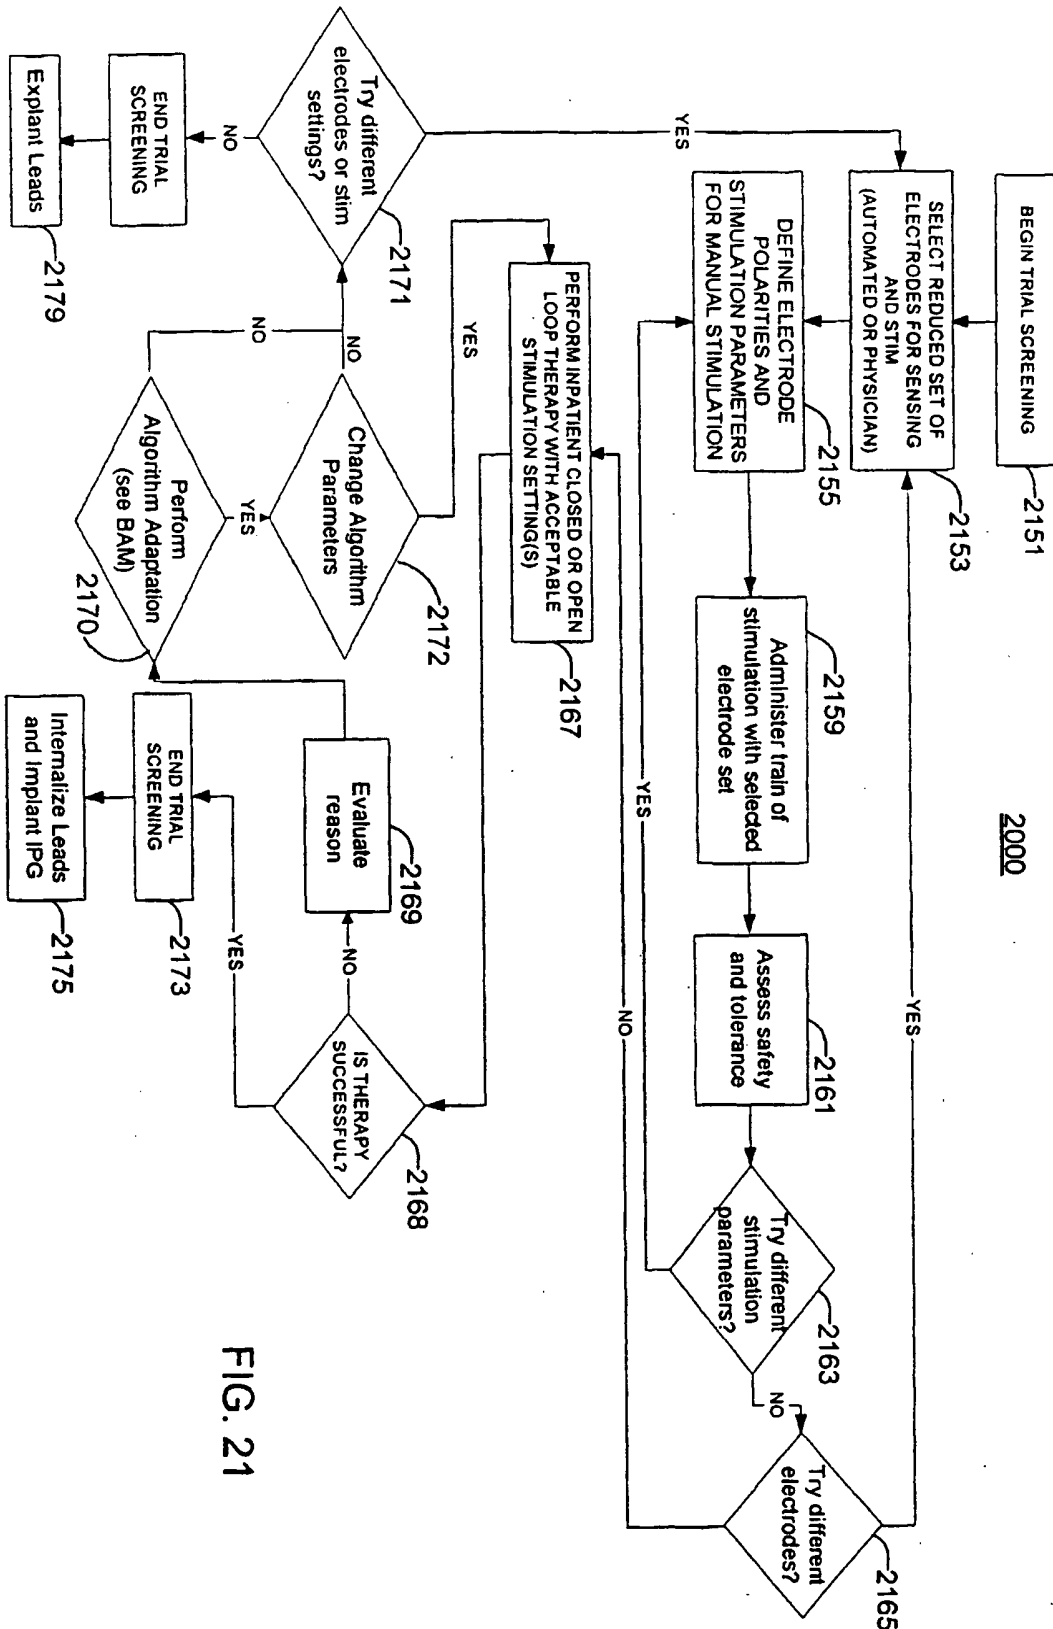 2000
BEGIN TRIAL SCREENING
2151
SELECT REDUCED SET OF
ELECTRODES FOR SENSING
AND STIM
(AUTOMATED OR PHYSICIAN)
2153
DEFINE ELECTRODE
POLARITIES AND
STIMULATION PARAMETERS
FOR MANUAL STIMULATION
2155
Administer train of
stimulation with selected
electrode set
2159
Assess safety
and tolerance
2161
Try different
stimulation
parameters?
2163
NO
YES
Try different
electrodes?
2165
YES
NO
PERFORM INPATIENT CLOSED OR OPEN
LOOP THERAPY WITH ACCEPTABLE
STIMULATION SETTING(S)
2167
IS THERAPY
SUCCESSFUL?
2168
NO
YES
Evaluate
reason
2169
END TRIAL
SCREENING
2173
Internalize Leads
and Implant IPG
2175
Perform
Algorithm Adaptation
(see BAM)
2170
YES
NO
Change Algorithm
Parameters
2172
YES
NO
Try different
electrodes or stim
settings?
2171
YES
NO
END TRIAL
SCREENING
Explant Leads
2179
FIG. 21